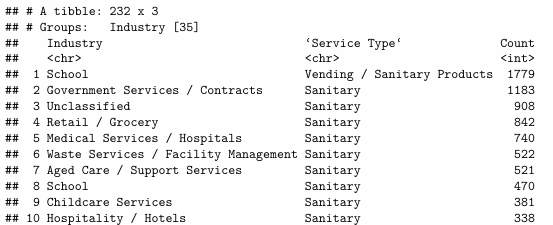 ## # A tibble: 232 x 3
## # Groups:   Industry [35]
##    Industry                              ‘Service Type‘              Count
##    <chr>                                 <chr>                       <int>
##  1 School                                Vending / Sanitary Products  1779
##  2 Government Services / Contracts       Sanitary                     1183
##  3 Unclassified                          Sanitary                      908
##  4 Retail / Grocery                      Sanitary                      842
##  5 Medical Services / Hospitals          Sanitary                      740
##  6 Waste Services / Facility Management Sanitary                      522
##  7 Aged Care / Support Services          Sanitary                      521
##  8 School                                Sanitary                      470
##  9 Childcare Services                    Sanitary                      381
## 10 Hospitality / Hotels                  Sanitary                      338